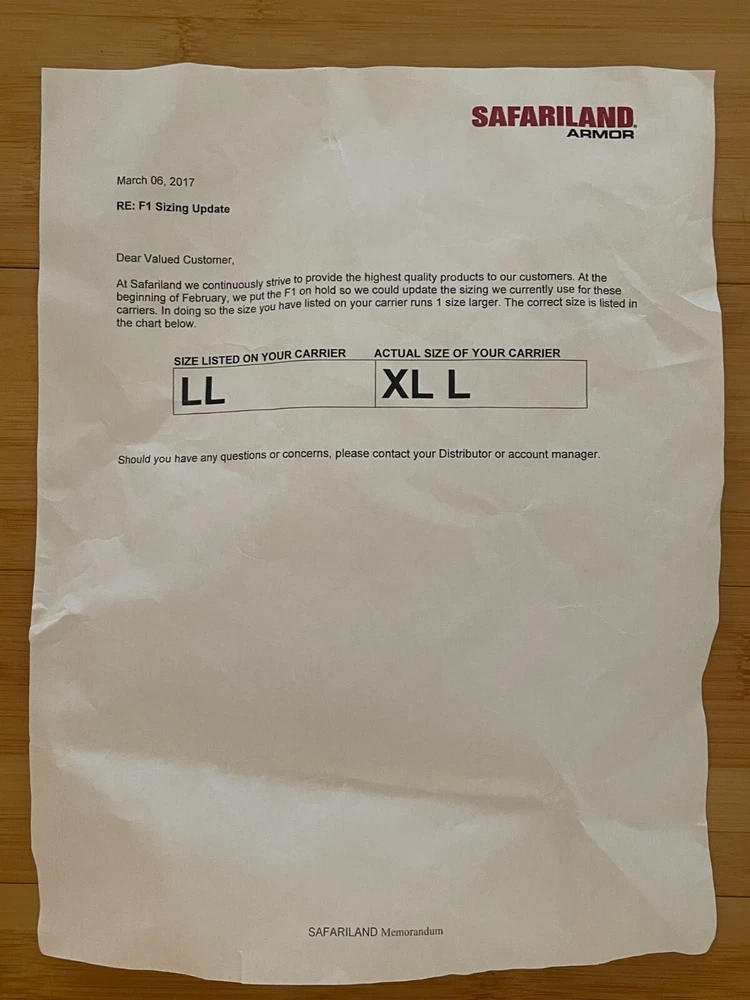 SAFARILAND.
ARMOR
March 06, 2017
RE: F1 Sizing Update
Dear Valued Customer,
At Safariland we continuously strive to provide the highest quality products to our customers. At the
beginning of February, we put the F1 on hold so we could update the sizing we currently use for these
carriers. In doing so the size you have listed on your carrier runs 1 size larger. The correct size is listed in
the chart below.
SIZE LISTED ON YOUR CARRIER ACTUAL SIZE OF YOUR CARRIER
LL XL L
Should you have any questions or concerns, please contact your Distributor or account manager.
SAFARILAND Memorandum